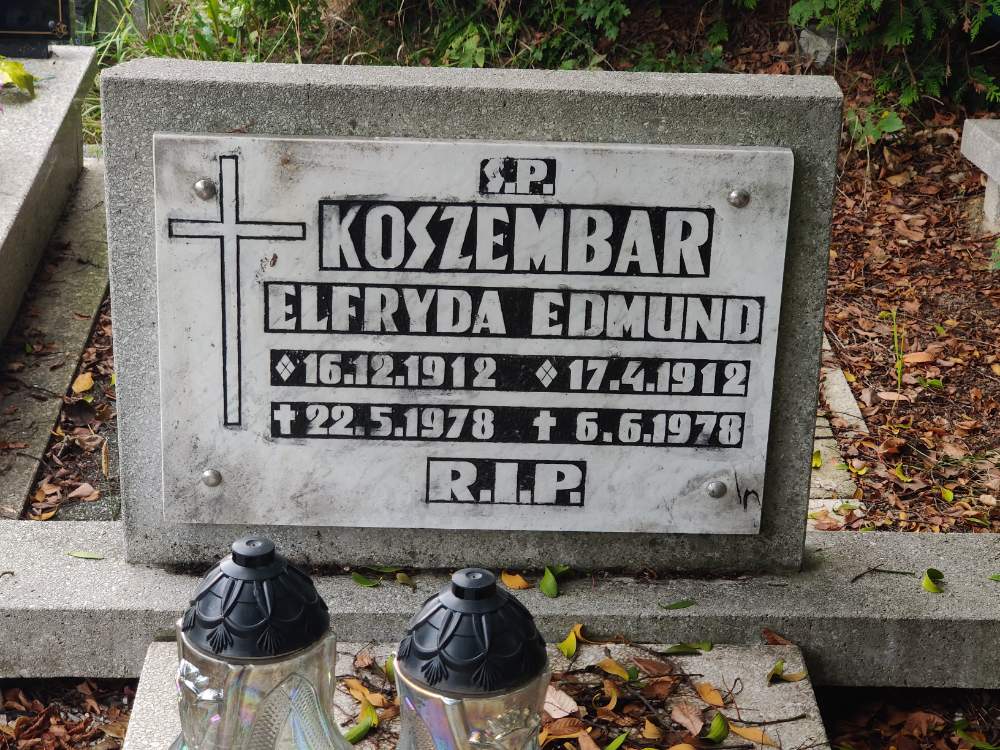 Ś.P.
KOSZEMBAR
ELFRYDA EDMUND
16.12.1912 17.4.1912
✝22.5.1978 ✝ 6.6.1978
R.I.P.